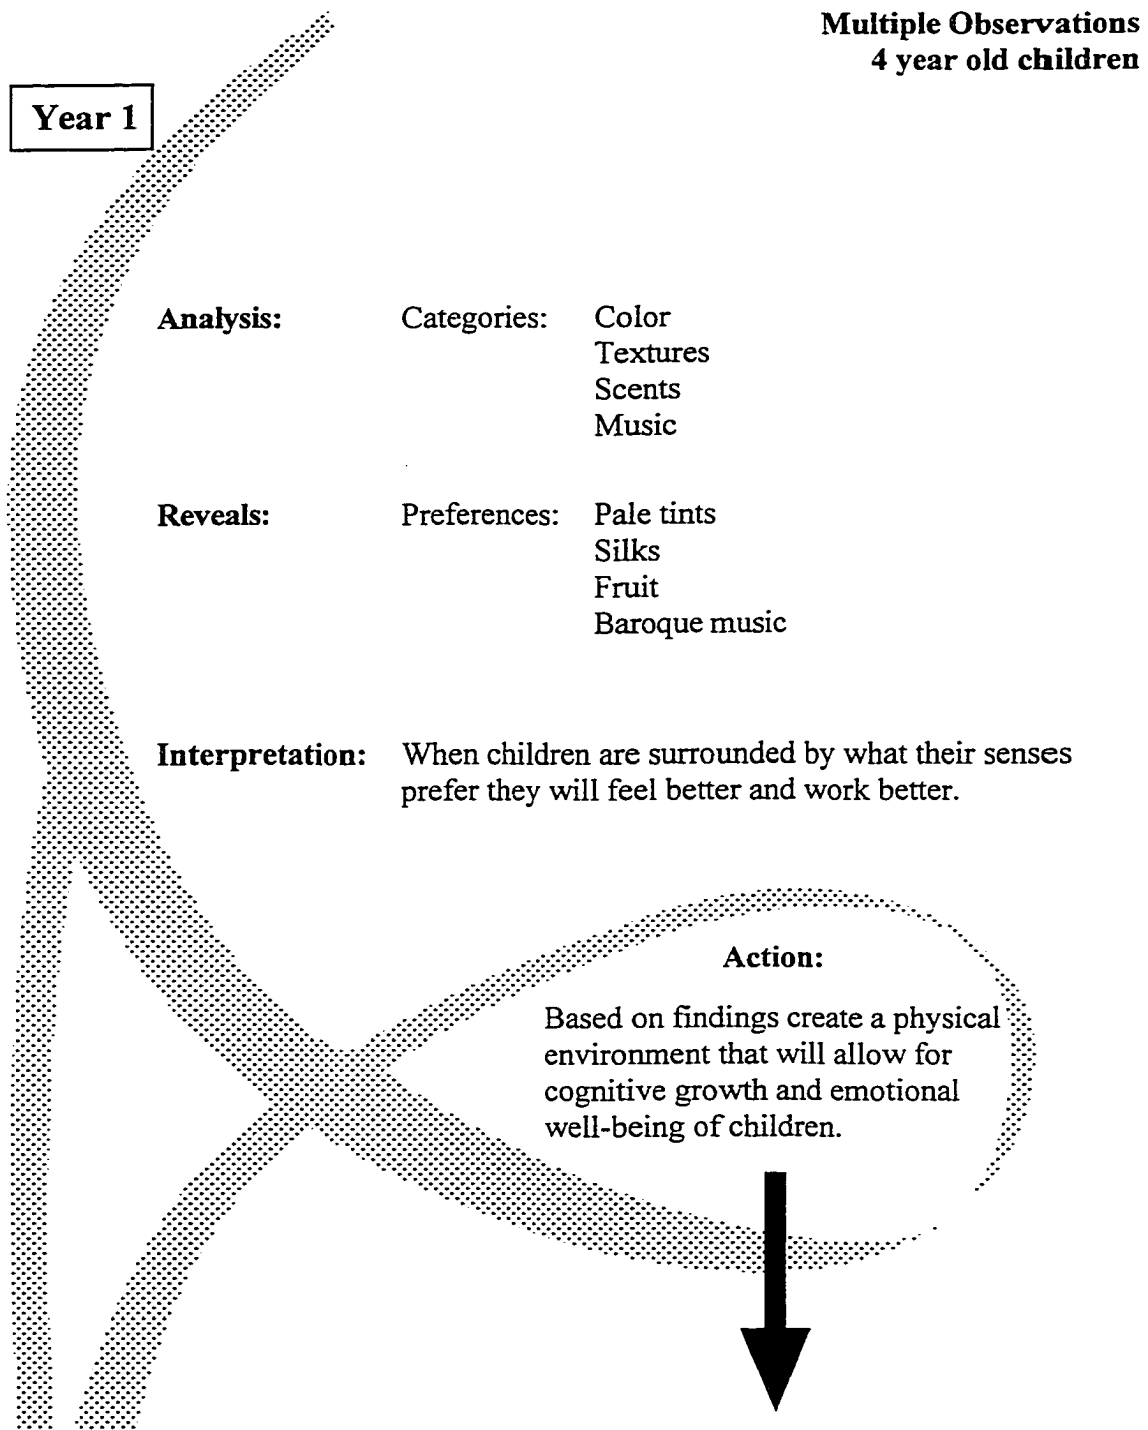 Multiple Observations
4 year old children
Year 1
Analysis: Categories: Color
Textures
Scents
Music
Reveals: Preferences: Pale tints
Silks
Fruit
Baroque music
Interpretation: When children are surrounded by what their senses
prefer they will feel better and work better.
Action:
Based on findings create a physical
environment that will allow for
cognitive growth and emotional
well-being of children.